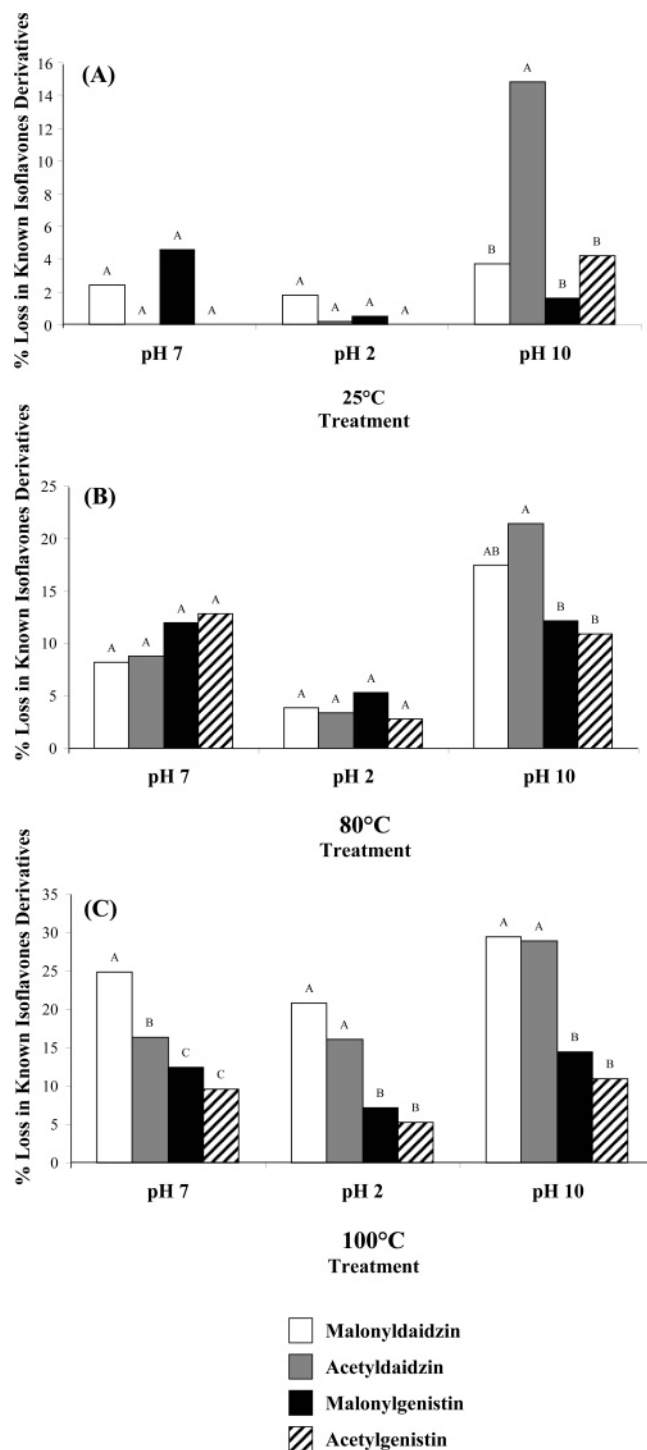 (A)
% Loss in Known Isoflavones Derivatives
16
14
12
10
8
6
4
2
0
A A A A
A A A A
B A B B
pH 7 pH 2 pH 10
25°C
Treatment
(B)
% Loss in Known Isoflavones Derivatives
25
20
15
10
5
0
A A A A
A A A A
AB A B B
pH 7 pH 2 pH 10
80°C
Treatment
(C)
% Loss in Known Isoflavones Derivatives
35
30
25
20
15
10
5
0
A B C C
A A B B
A A B B
pH 7 pH 2 pH 10
100°C
Treatment
Malonyldaidzin
Acetyldaidzin
Malonylgenistin
Acetylgenistin